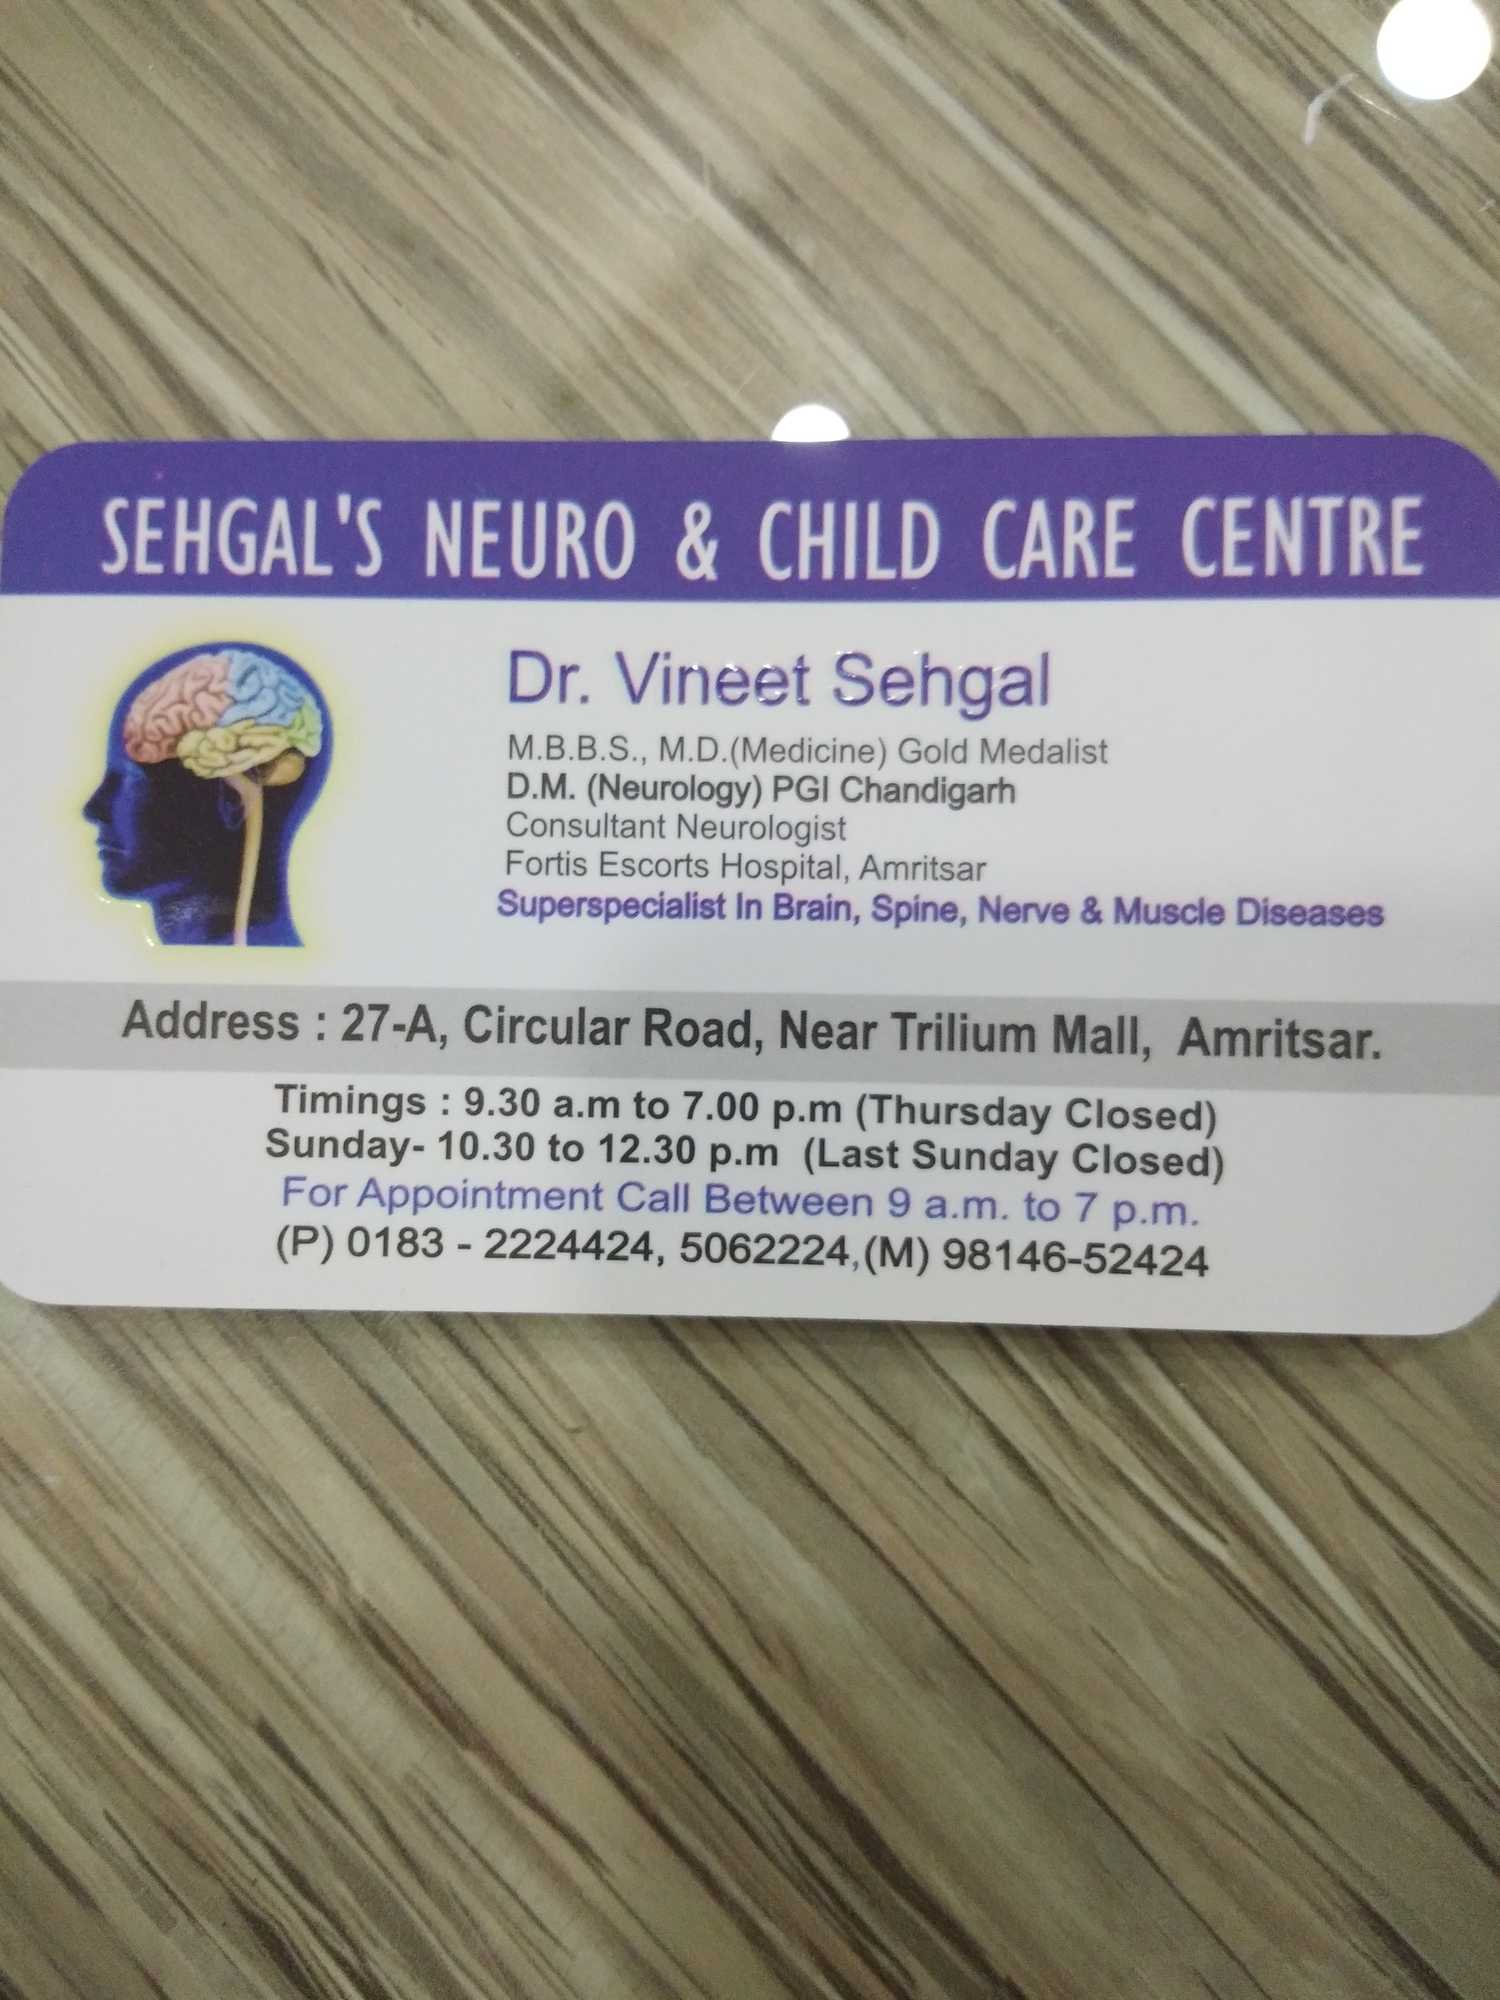 SEHGAL'S NEURO & CHILD CARE CENTRE
Dr. Vineet Sehgal
M.B.B.S., M.D.(Medicine) Gold Medalist
D.M. (Neurology) PGI Chandigarh
Consultant Neurologist
Fortis Escorts Hospital, Amritsar
Superspecialist In Brain, Spine, Nerve & Muscle Diseases
Address : 27-A, Circular Road, Near Trilium Mall, Amritsar.
Timings : 9.30 a.m to 7.00 p.m (Thursday Closed)
Sunday- 10.30 to 12.30 p.m (Last Sunday Closed)
For Appointment Call Between 9 a.m. to 7 p.m.
(P) 0183 - 2224424, 5062224,(M) 98146-52424